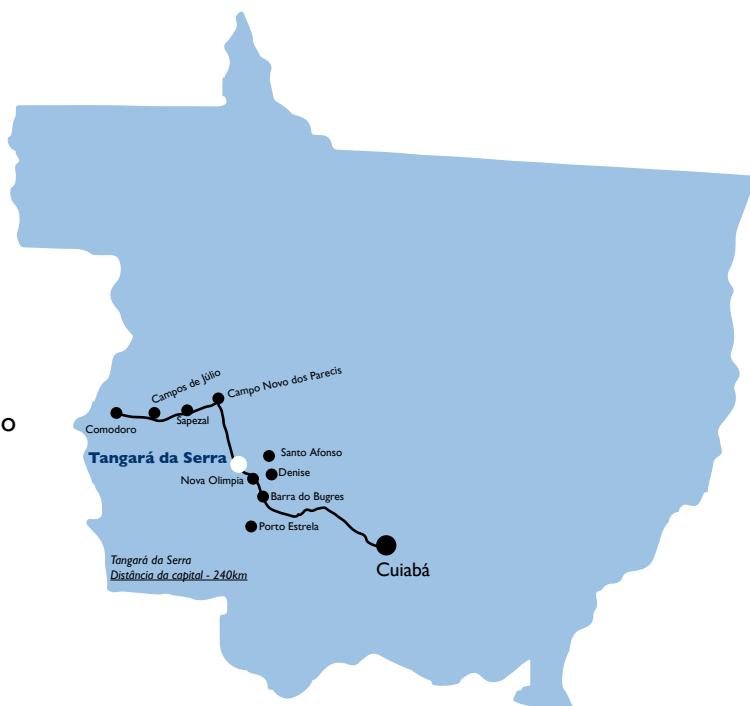 Campos de Júlio
Campo Novo dos Parecis
Comodoro
Sapezal
O
Tangará da Serra
Santo Afonso
Nova Olimpia
Denise
Barra do Bugres
Porto Estrela
Tangará da Serra
Distância da capital - 240km
Cuiabá